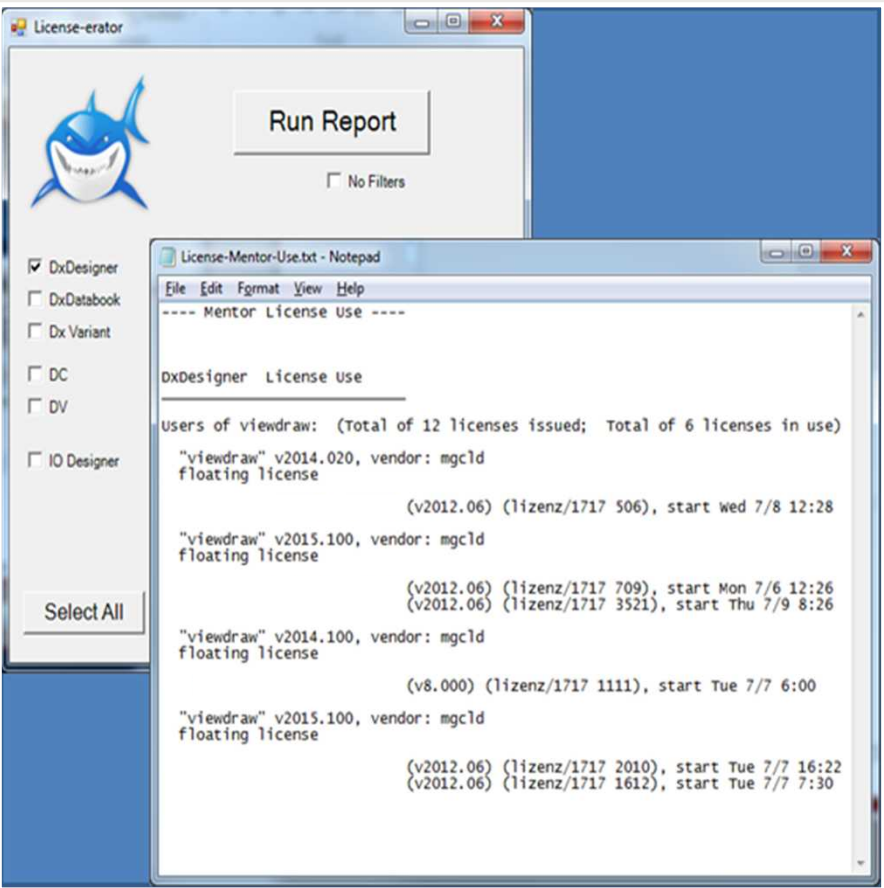 License-erator
Run Report
No Filters
DxDesigner
DxDatabook
Dx Variant
DC
DV
IO Designer
Select All
License-Mentor-Use.txt - Notepad
File Edit Format View Help
---- Mentor License Use ----
DxDesigner License Use
Users of viewdraw: (Total of 12 licenses issued; Total of 6 licenses in use)
"viewdraw" v2014.020, vendor: mgcld
floating license
(v2012.06) (lizenz/1717 506), start Wed 7/8 12:28
"viewdraw" v2015.100, vendor: mgcld
floating license
(v2012.06) (lizenz/1717 709), start Mon 7/6 12:26
(v2012.06) (lizenz/1717 3521), start Thu 7/9 8:26
"viewdraw" v2014.100, vendor: mgcld
floating license
(v8.000) (lizenz/1717 1111), start Tue 7/7 6:00
"viewdraw" v2015.100, vendor: mgcld
floating license
(v2012.06) (lizenz/1717 2010), start Tue 7/7 16:22
(v2012.06) (lizenz/1717 1612), start Tue 7/7 7:30